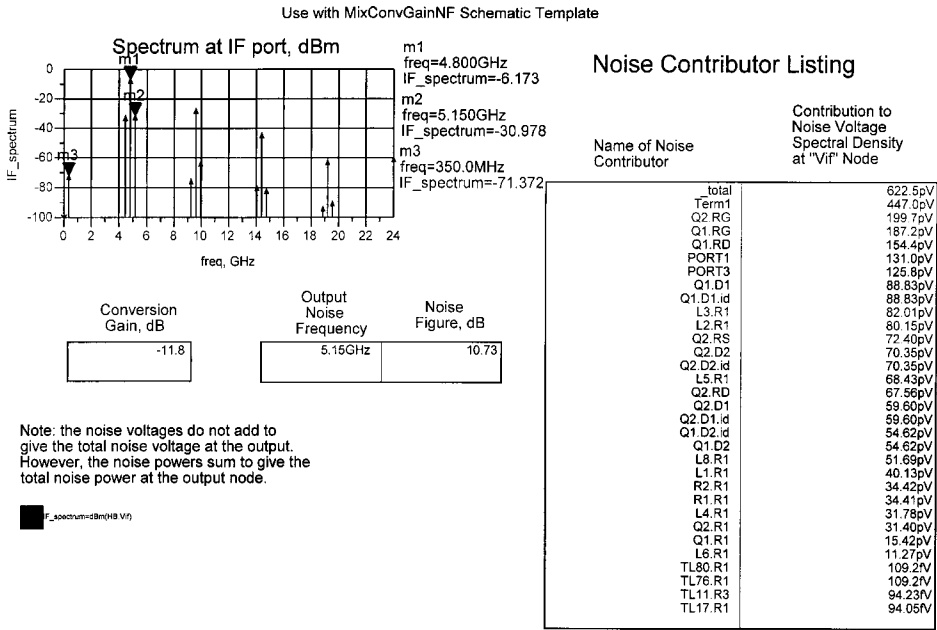 Use with MixConvGainNF Schematic Template
Spectrum at IF port, dBm
m1
freq=4.800GHz
IF_spectrum=-6.173
m2
freq=5.150GHz
IF_spectrum=-30.978
m3
freq=350.0MHz
IF_spectrum=-71.372
IF_spectrum
0
-20
-40
-60
-80
-100
m1
m2
m3
0 2 4 6 8 10 12 14 16 18 20 22 24
freq, GHz
Conversion
Gain, dB
-11.8
Output
Noise
Frequency
5.15GHz
Noise
Figure, dB
10.73
Note: the noise voltages do not add to
give the total noise voltage at the output.
However, the noise powers sum to give the
total noise power at the output node.
IF_spectrum=dBm(HB.Vif)
Noise Contributor Listing
Name of Noise
Contributor
Contribution to
Noise Voltage
Spectral Density
at "Vif" Node
_total 622.5pV
Term1 447.0pV
Q2.RG 199.7pV
Q1.RG 187.2pV
Q1.RD 154.4pV
PORT1 131.0pV
PORT3 125.8pV
Q1.D1 88.83pV
Q1.D1.id 88.83pV
L3.R1 82.01pV
L2.R1 80.15pV
Q2.RS 72.40pV
Q2.D2 70.35pV
Q2.D2.id 70.35pV
L5.R1 68.43pV
Q2.RD 67.56pV
Q2.D1 59.60pV
Q2.D1.id 59.60pV
Q1.D2.id 54.62pV
Q1.D2 54.62pV
L8.R1 51.69pV
L1.R1 40.13pV
R2.R1 34.42pV
R1.R1 34.41pV
L4.R1 31.78pV
Q2.R1 31.40pV
Q1.R1 15.42pV
L6.R1 11.27pV
TL80.R1 109.2fV
TL76.R1 109.2fV
TL11.R3 94.23fV
TL17.R1 94.05fV